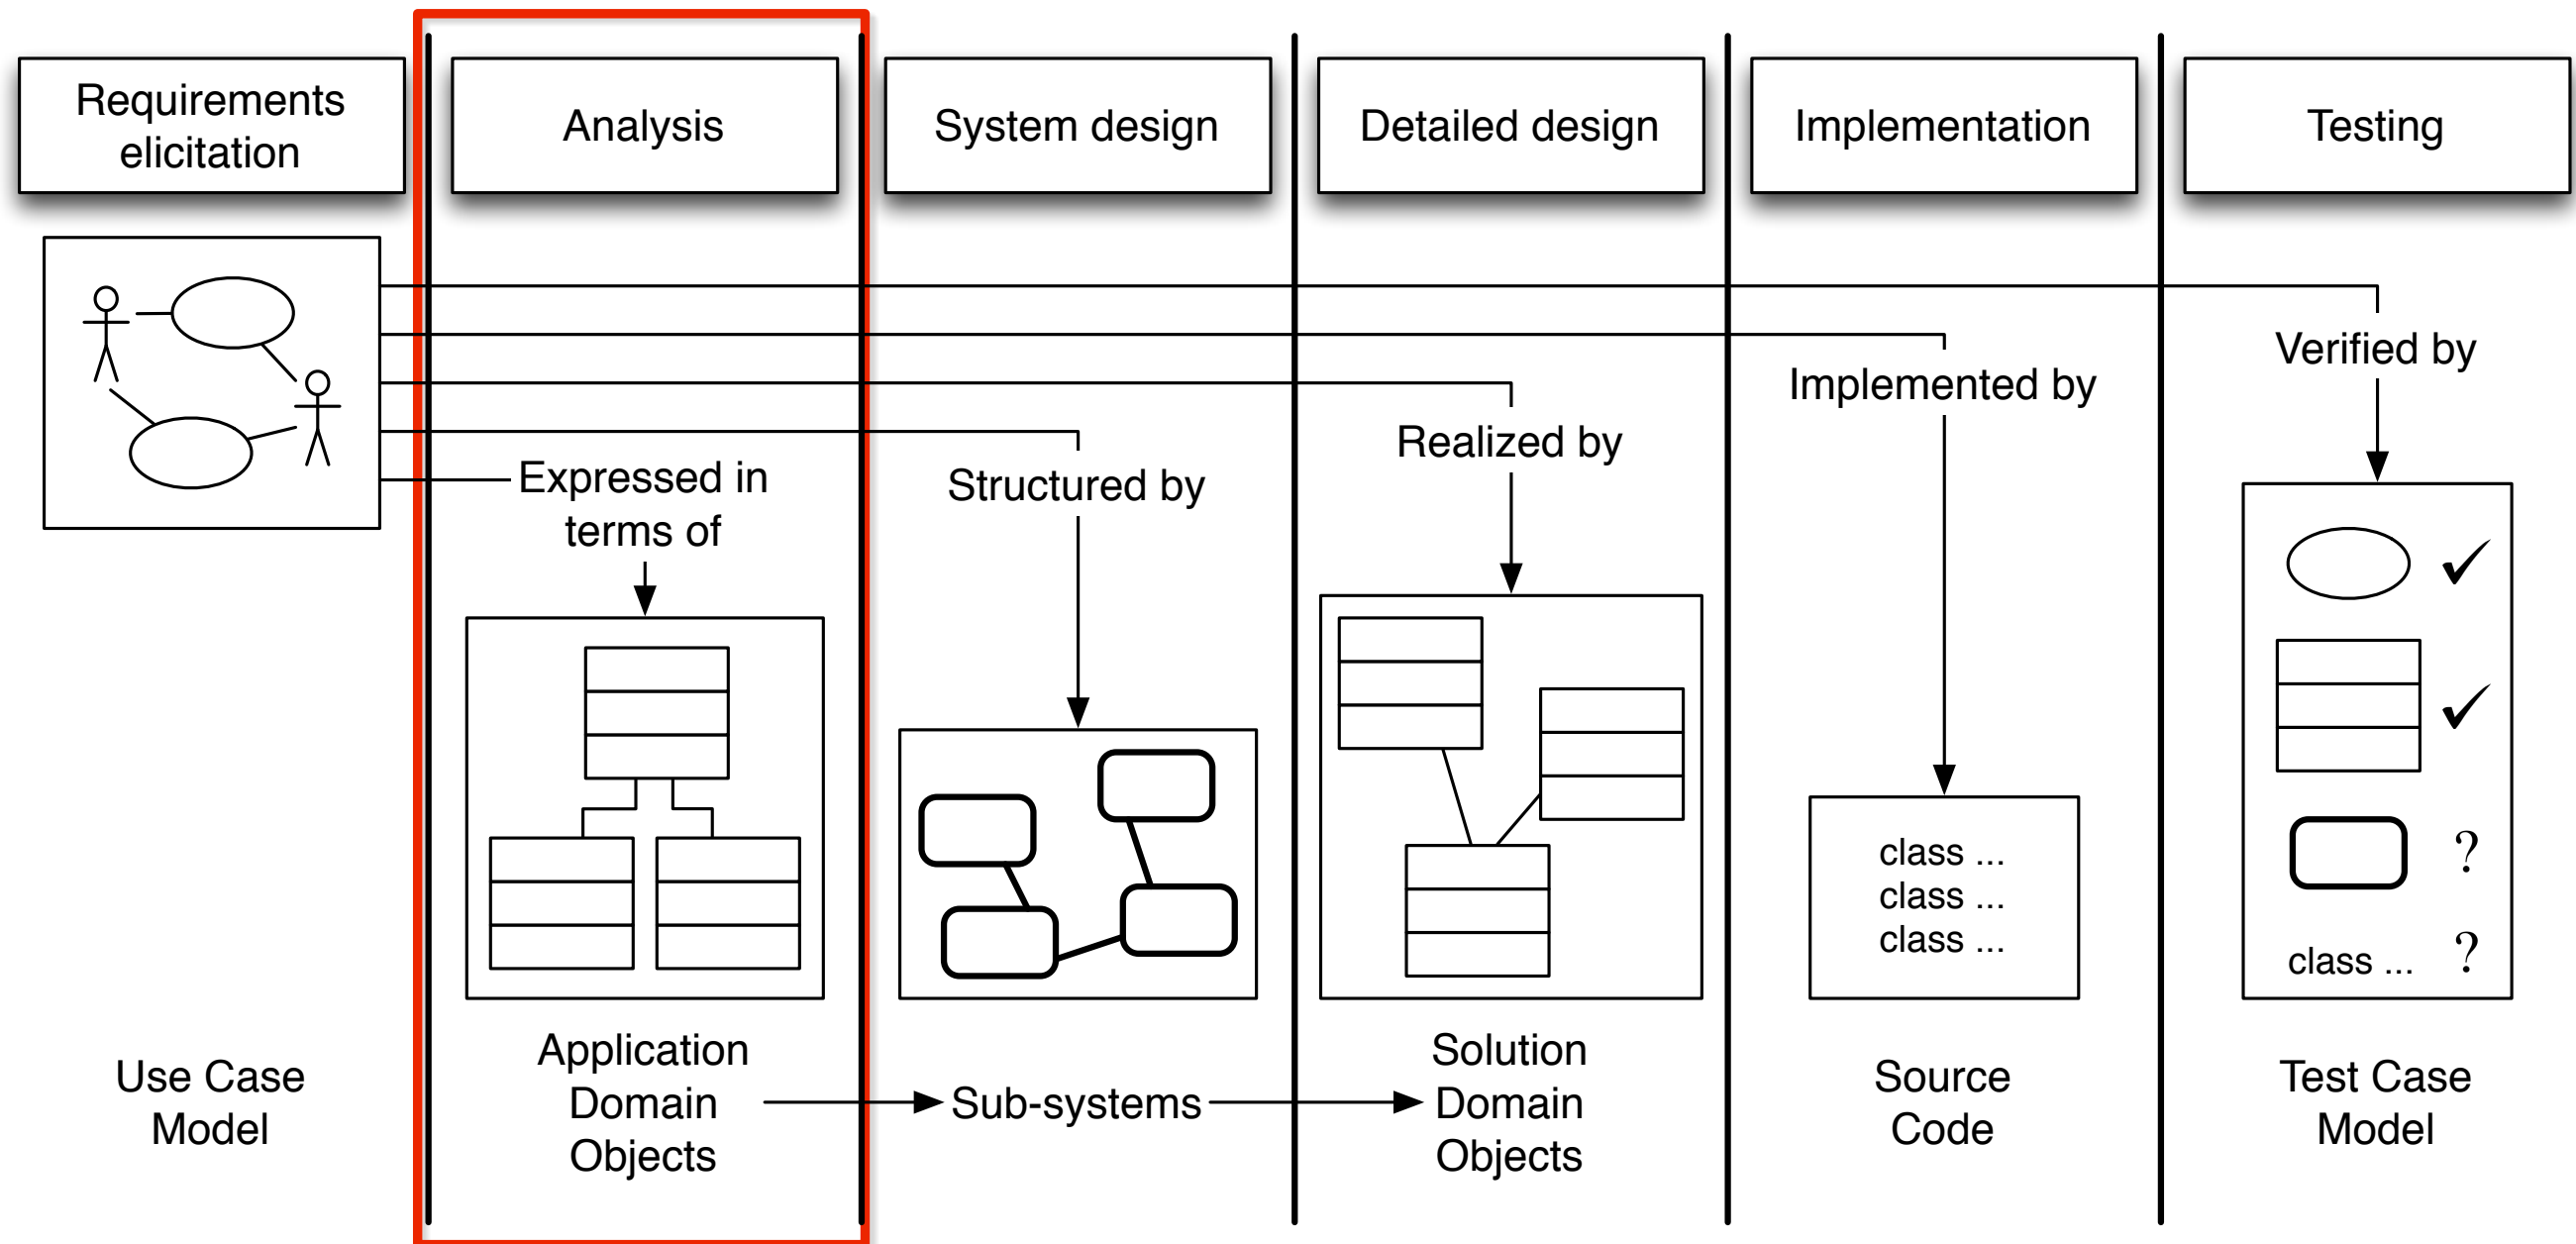 Requirements
elicitation
Analysis
System design
Detailed design
Implementation
Testing
Expressed in
terms of
Structured by
Realized by
Implemented by
Verified by
class ...
class ...
class ...
?
class ... ?
Use Case
Model
Application
Domain
Objects
Sub-systems
Solution
Domain
Objects
Source
Code
Test Case
Model